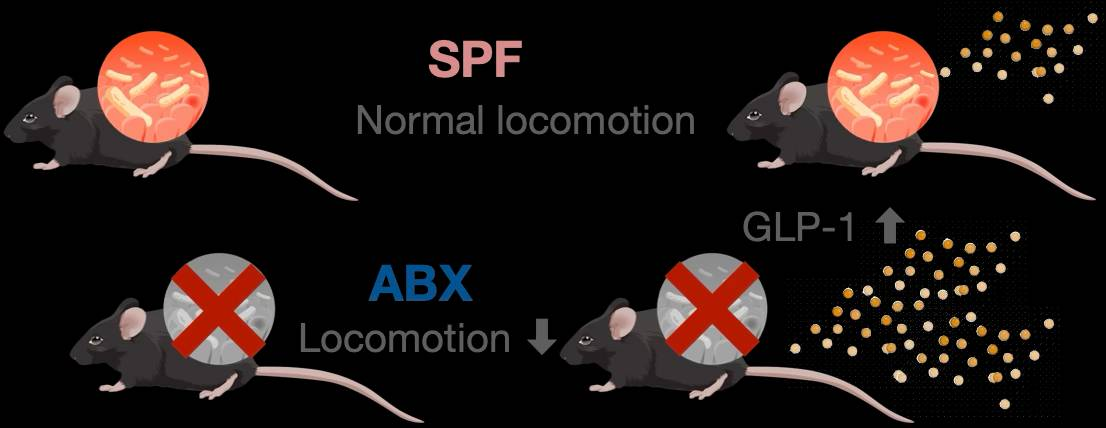 SPF
Normal locomotion
GLP-1
ABX
Locomotion